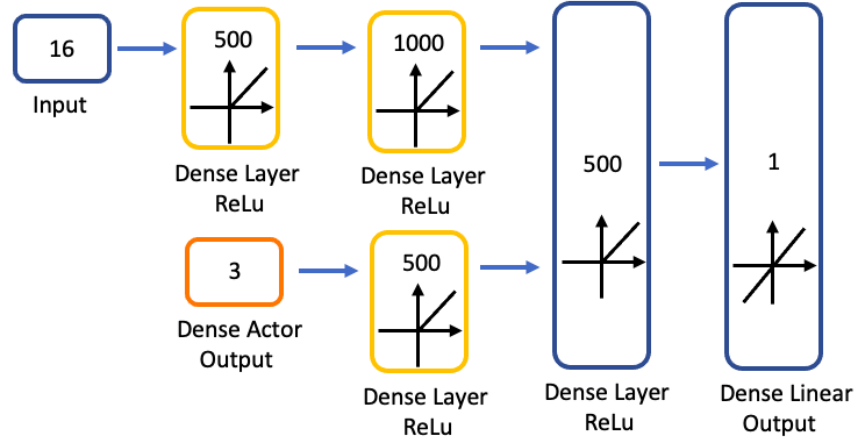 16
Input
500
Dense Layer
ReLu
1000
Dense Layer
ReLu
3
Dense Actor
Output
500
Dense Layer
ReLu
500
Dense Layer
ReLu
1
Dense Linear
Output